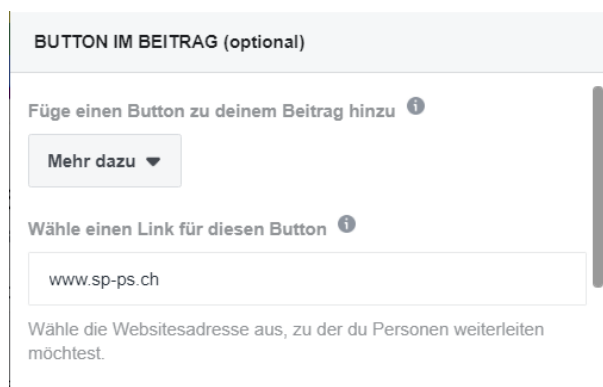 BUTTON IM BEITRAG (optional)
Füge einen Button zu deinem Beitrag hinzu
Mehr dazu
Wähle einen Link für diesen Button
www.sp-ps.ch
Wähle die Websitesadresse aus, zu der du Personen weiterleiten
möchtest.